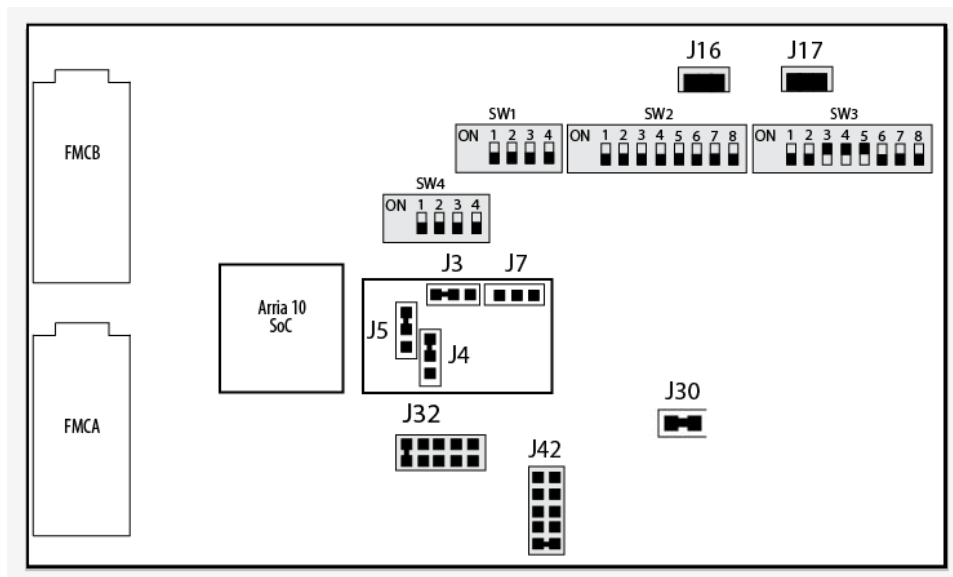 J16 J17
SW1 SW2 SW3
ON 1 2 3 4 ON 1 2 3 4 5 6 7 8 ON 1 2 3 4 5 6 7 8
FMCB
SW4
ON 1 2 3 4
J3 J7
Arria 10
SoC
J5
J4
J30
J32
FMCA
J42